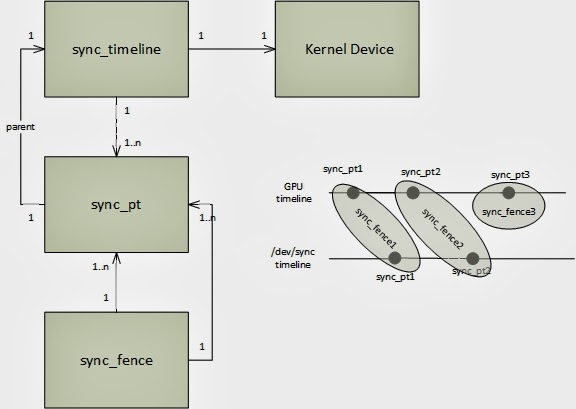 1
sync_timeline
1
1
Kernel Device
1
1..n
parent
1
sync_pt
1..n
1..n
1
sync_fence
1
sync_pt1
sync_pt2
sync_pt3
GPU
timeline
sync_fence1
sync_fence2
sync_fence3
/dev/sync
timeline
sync_pt1
sync_pt2